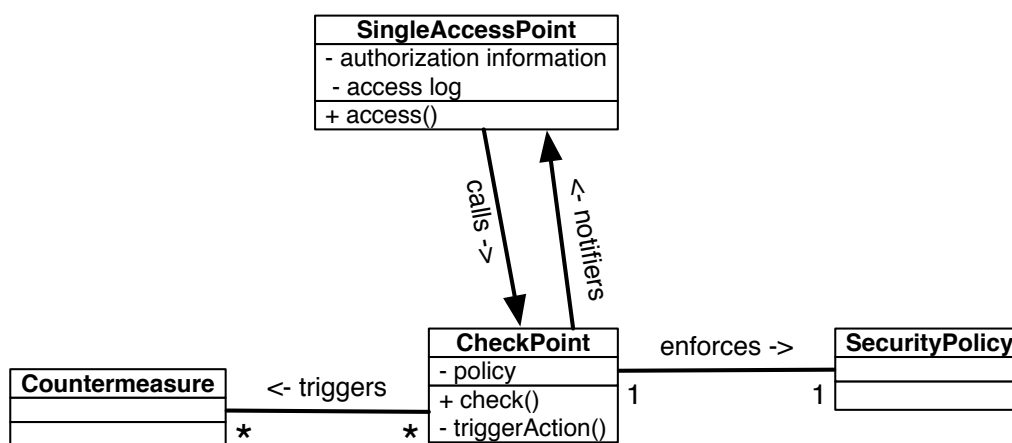 SingleAccessPoint
- authorization information
- access log
+ access()
calls ->
<- notifiers
CheckPoint
- policy
+ check()
- triggerAction()
enforces ->
1
1
SecurityPolicy
Countermeasure
<- triggers
*
*